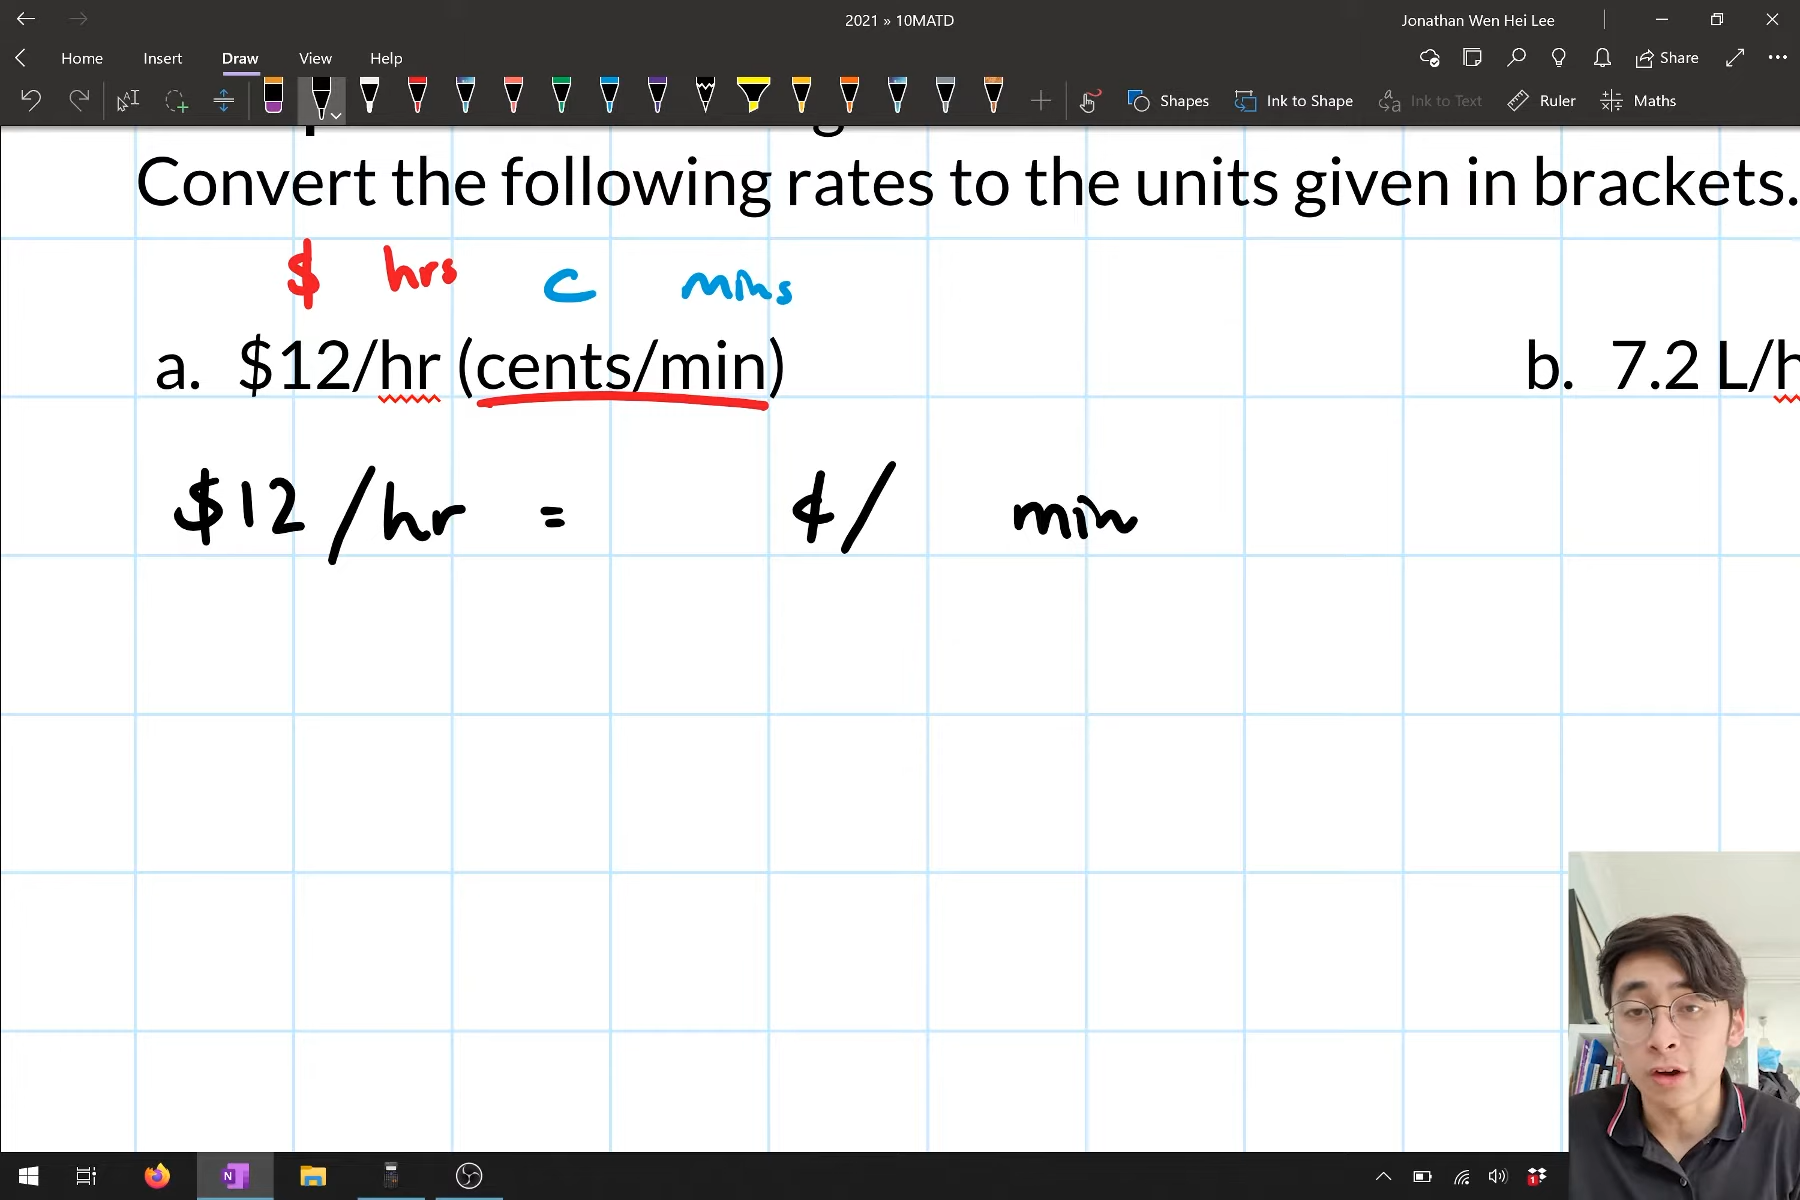 2021 » 10MATD
Jonathan Wen Hei Lee
Home Insert Draw View Help
Share
Shapes Ink to Shape Ink to Text Ruler Maths
Convert the following rates to the units given in brackets.
$ hrs c mins
a. $12/hr (cents/min)
b. 7.2 L/h
$12/hr = ¢/ min
N
1